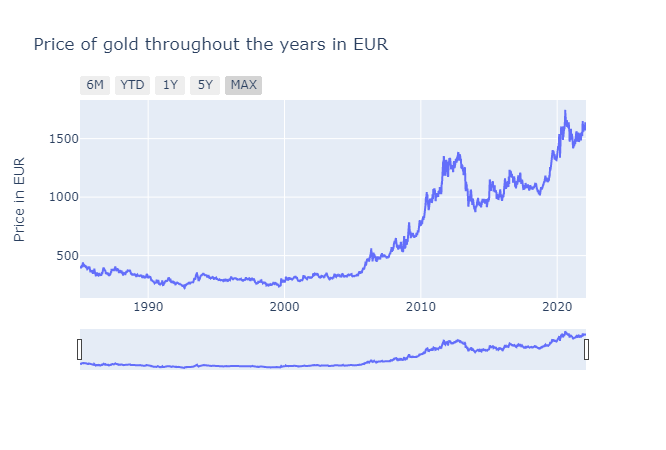 Price of gold throughout the years in EUR
6M YTD 1Y 5Y MAX
1500
1000
500
Price in EUR
1990 2000 2010 2020